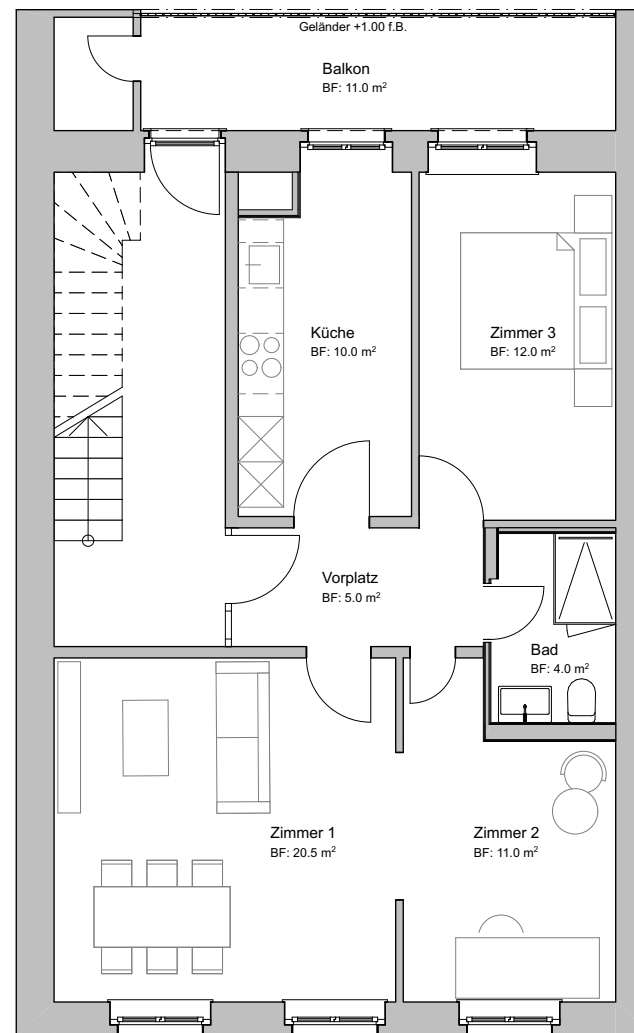 Geländer +1.00 f.B.
Balkon
BF: 11.0 m²
Küche
BF: 10.0 m²
Zimmer 3
BF: 12.0 m²
Vorplatz
BF: 5.0 m²
Bad
BF: 4.0 m²
Zimmer 1
BF: 20.5 m²
Zimmer 2
BF: 11.0 m²